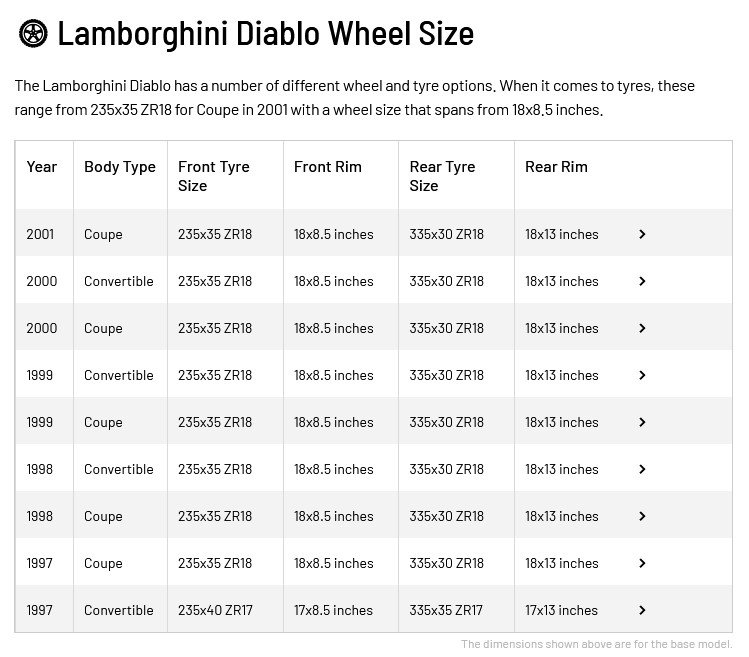 Lamborghini Diablo Wheel Size
The Lamborghini Diablo has a number of different wheel and tyre options. When it comes to tyres, these
range from 235x35 ZR18 for Coupe in 2001 with a wheel size that spans from 18x8.5 inches.
Year Body Type Front Tyre Size Front Rim Rear Tyre Size Rear Rim
2001 Coupe 235x35 ZR18 18x8.5 inches 335x30 ZR18 18x13 inches
2000 Convertible 235x35 ZR18 18x8.5 inches 335x30 ZR18 18x13 inches
2000 Coupe 235x35 ZR18 18x8.5 inches 335x30 ZR18 18x13 inches
1999 Convertible 235x35 ZR18 18x8.5 inches 335x30 ZR18 18x13 inches
1999 Coupe 235x35 ZR18 18x8.5 inches 335x30 ZR18 18x13 inches
1998 Convertible 235x35 ZR18 18x8.5 inches 335x30 ZR18 18x13 inches
1998 Coupe 235x35 ZR18 18x8.5 inches 335x30 ZR18 18x13 inches
1997 Coupe 235x35 ZR18 18x8.5 inches 335x30 ZR18 18x13 inches
1997 Convertible 235x40 ZR17 17x8.5 inches 335x35 ZR17 17x13 inches
The dimensions shown above are for the base model.